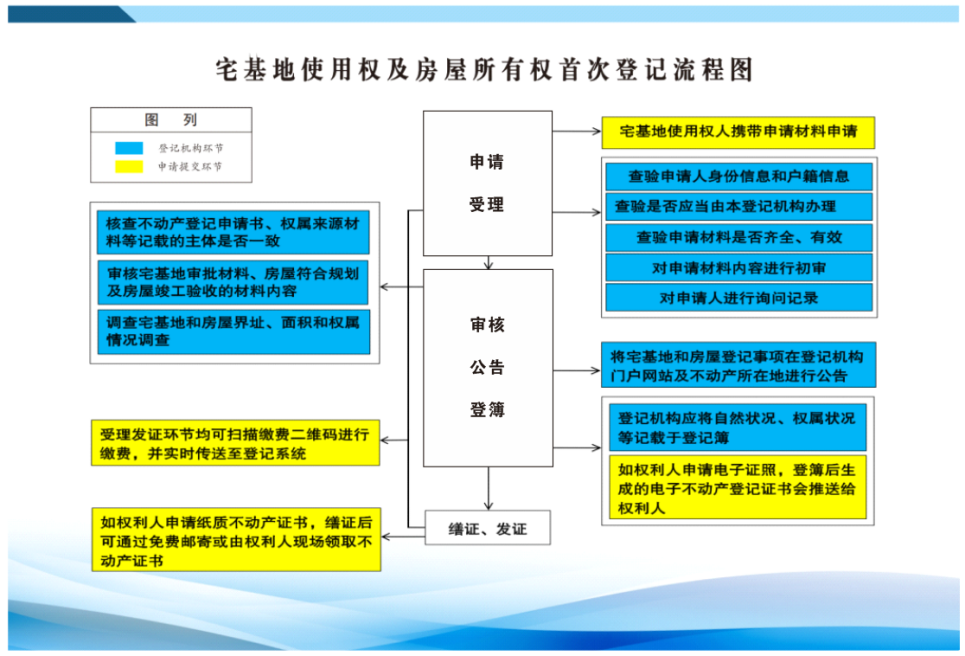 宅基地使用权及房屋所有权首次登记流程图
图 列
登记机构环节
申请提交环节
申请
受理
宅基地使用权人携带申请材料申请
查验申请人身份信息和户籍信息
查验是否应当由本登记机构办理
查验申请材料是否齐全、有效
对申请材料内容进行初审
对申请人进行询问记录
核查不动产登记申请书、权属来源材
料等记载的主体是否一致
审核宅基地审批材料、房屋符合规划
及房屋竣工验收的材料内容
调查宅基地和房屋界址、面积和权属
情况调查
审核
公告
登簿
将宅基地和房屋登记事项在登记机构
门户网站及不动产所在地进行公告
登记机构应将自然状况、权属状况
等记载于登记簿
如权利人申请电子证照，登簿后生
成的电子不动产登记证书会推送给
权利人
受理发证环节均可扫描缴费二维码进行
缴费，并实时传送至登记系统
缮证、发证
如权利人申请纸质不动产证书，缮证后
可通过免费邮寄或由权利人现场领取不
动产证书